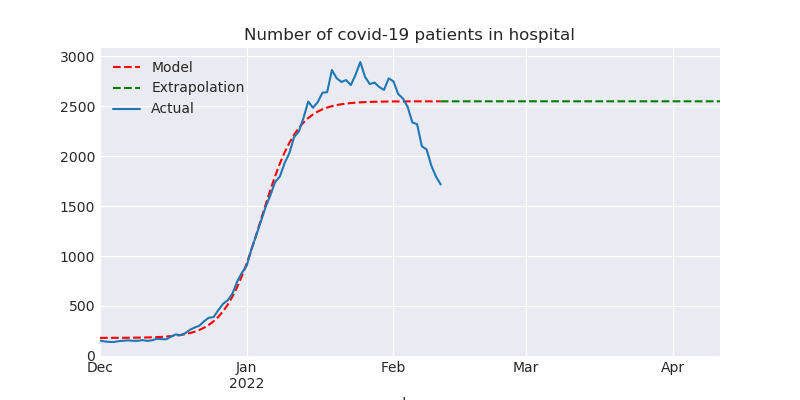 Number of covid-19 patients in hospital
Model
Extrapolation
Actual
3000
2500
2000
1500
1000
500
0
Dec Jan Feb Mar Apr
2022